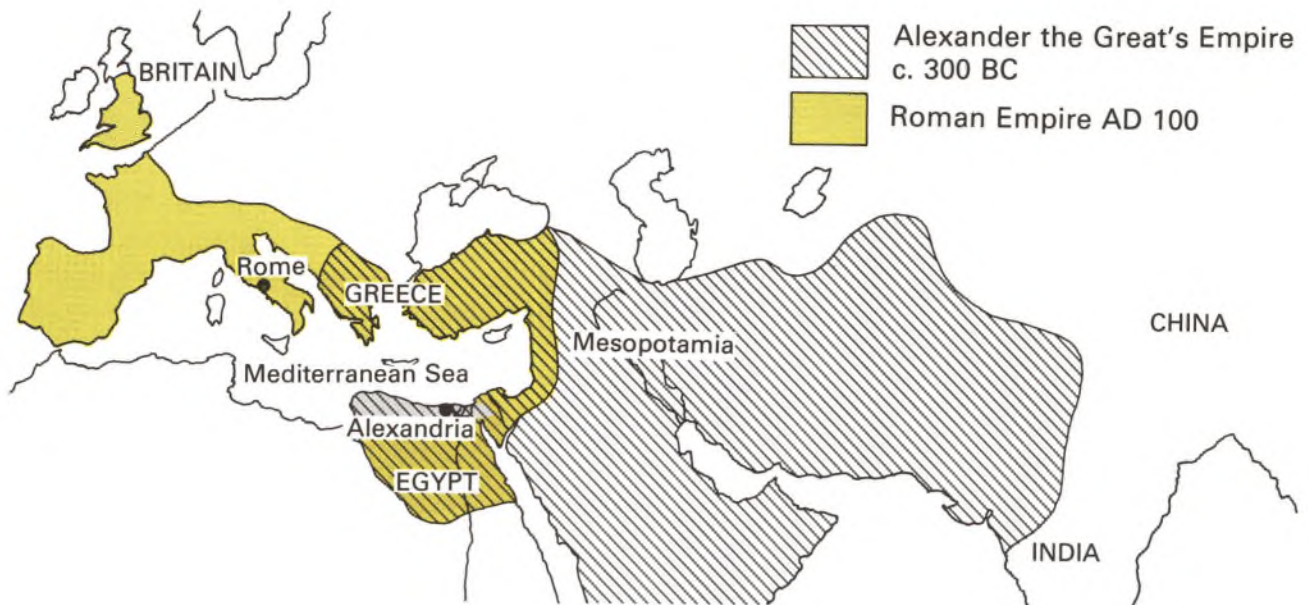 Alexander the Great's Empire
c. 300 BC
Roman Empire AD 100
BRITAIN
Rome
GREECE
Mesopotamia
CHINA
Mediterranean Sea
Alexandria
EGYPT
INDIA